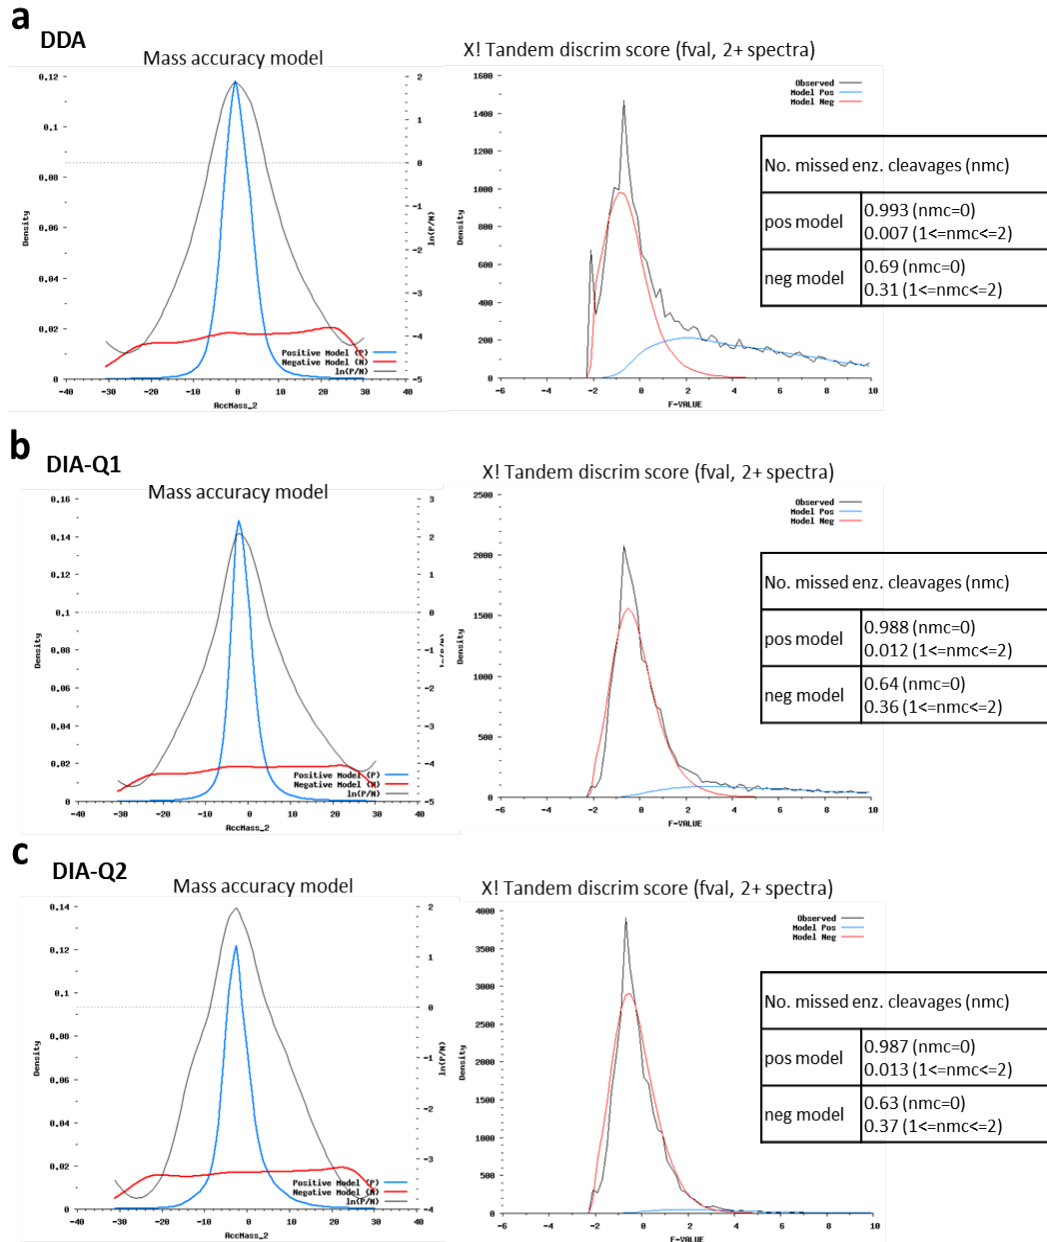 a
DDA
Mass accuracy model
0.12
0.1
0.08
0.06
0.04
0.02
0
Density
-40 -30 -20 -10 0 10 20 30 40
AccMass_2
2
1
0
-1
-2
-3
-4
-5
ln(P/N)
Positive Model (P)
Negative Model (N)
ln(P/N)
X! Tandem discrim score (fval, 2+ spectra)
1600
1400
1200
1000
800
600
400
200
0
-6 -4 -2 0 2 4 6 8 10
F-VALUE
Observed
Model Pos
Model Neg
No. missed enz. cleavages (nmc)
pos model
0.993 (nmc=0)
0.007 (1<=nmc<=2)
neg model
0.69 (nmc=0)
0.31 (1<=nmc<=2)
b
DIA-Q1
Mass accuracy model
0.16
0.14
0.12
0.1
0.08
0.06
0.04
0.02
0
Density
-40 -30 -20 -10 0 10 20 30 40
AccMass_2
3
2
1
0
-1
-2
-3
-4
-5
Positive Model (P)
Negative Model (N)
ln(P/N)
X! Tandem discrim score (fval, 2+ spectra)
2500
2000
1500
1000
500
0
-6 -4 -2 0 2 4 6 8 10
F-VALUE
Observed
Model Pos
Model Neg
No. missed enz. cleavages (nmc)
pos model
0.988 (nmc=0)
0.012 (1<=nmc<=2)
neg model
0.64 (nmc=0)
0.36 (1<=nmc<=2)
c
DIA-Q2
Mass accuracy model
0.14
0.12
0.1
0.08
0.06
0.04
0.02
0
Density
-40 -30 -20 -10 0 10 20 30 40
AccMass_2
2
1
0
-1
-2
-3
-4
ln(P/N)
Positive Model (P)
Negative Model (N)
ln(P/N)
X! Tandem discrim score (fval, 2+ spectra)
4000
3500
3000
2500
2000
1500
1000
500
0
-6 -4 -2 0 2 4 6 8 10
F-VALUE
Observed
Model Pos
Model Neg
No. missed enz. cleavages (nmc)
pos model
0.987 (nmc=0)
0.013 (1<=nmc<=2)
neg model
0.63 (nmc=0)
0.37 (1<=nmc<=2)